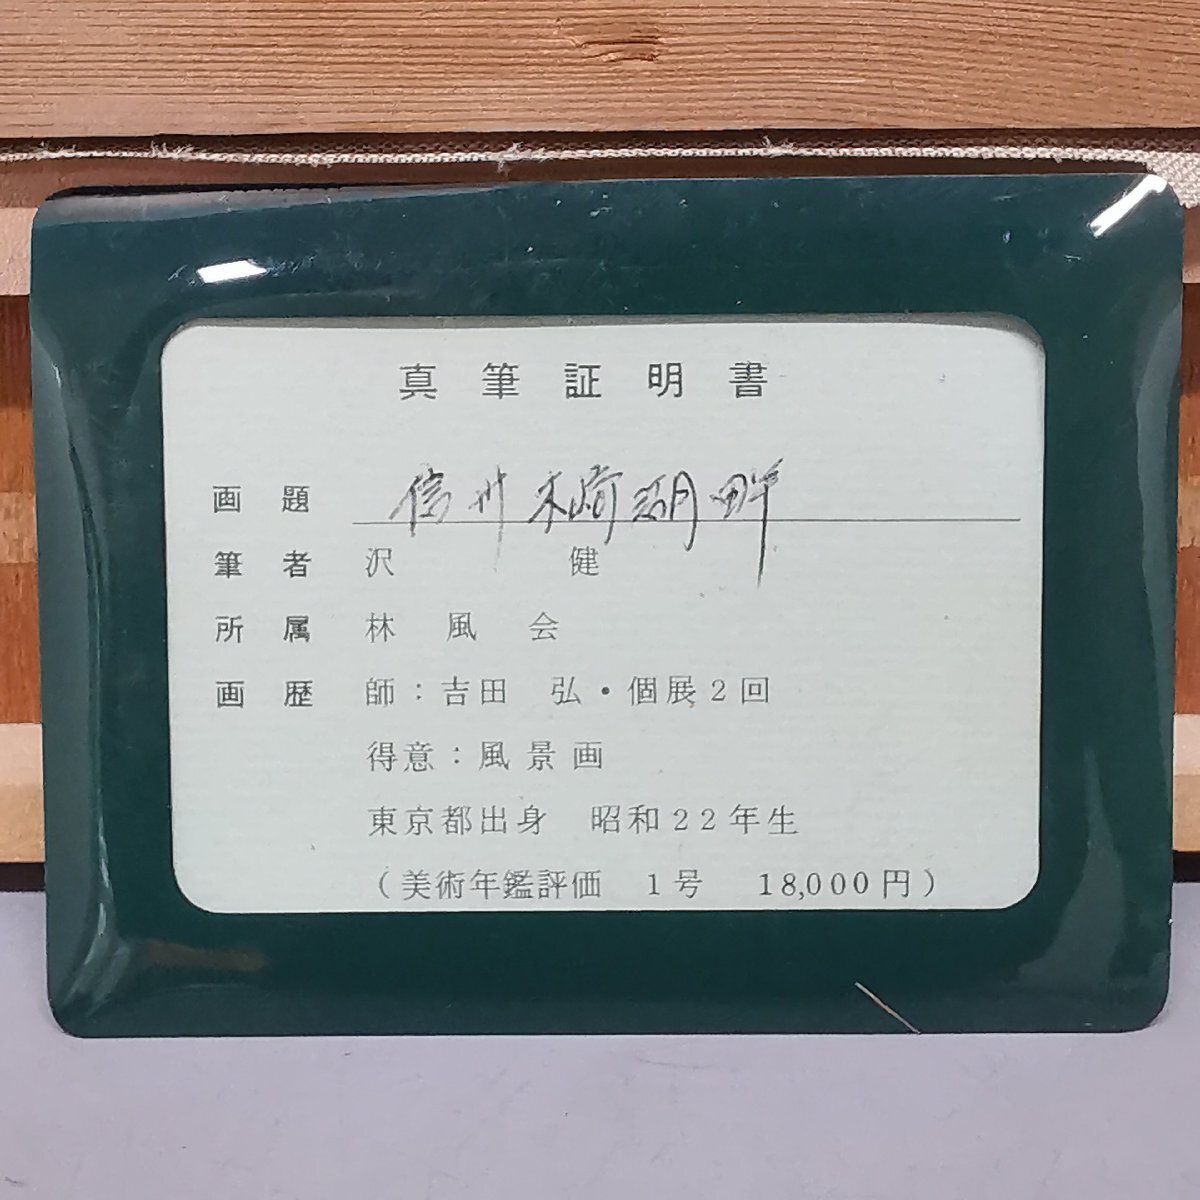 真筆証明書
画題 信州木崎湖畔
筆者 沢 健
所属 林風会
画歴 師：吉田 弘・個展2回
得意：風景画
東京都出身 昭和22年生
（美術年鑑評価 1号 18,000円）